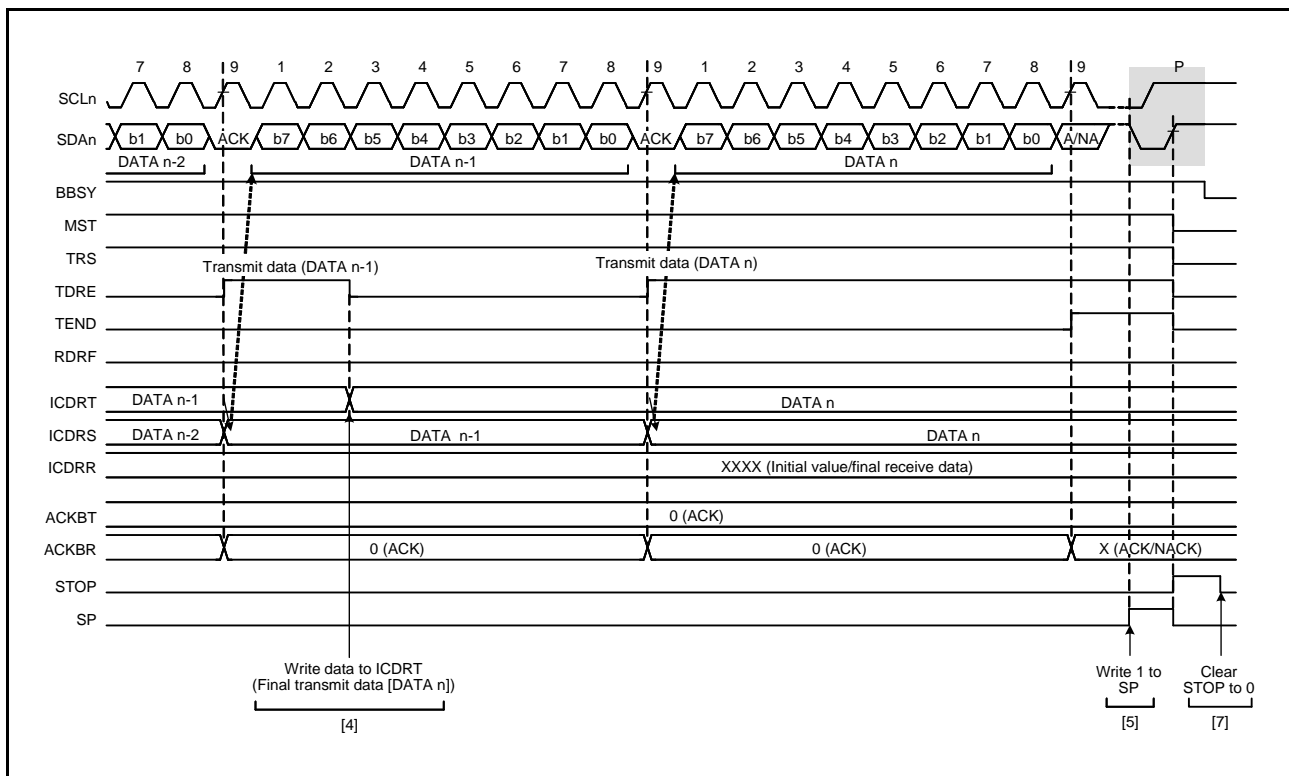 7 8 9 1 2 3 4 5 6 7 8 9 1 2 3 4 5 6 7 8 9 P
SCLn
SDAn b1 b0 ACK b7 b6 b5 b4 b3 b2 b1 b0 ACK b7 b6 b5 b4 b3 b2 b1 b0 A/NA
DATA n-2 DATA n-1 DATA n
BBSY
MST
TRS
Transmit data (DATA n-1) Transmit data (DATA n)
TDRE
TEND
RDRF
ICDRT DATA n-1 DATA n
ICDRS DATA n-2 DATA n-1 DATA n
ICDRR XXXX (Initial value/final receive data)
ACKBT 0 (ACK)
ACKBR 0 (ACK) 0 (ACK) X (ACK/NACK)
STOP
SP
Write data to ICDRT
(Final transmit data [DATA n])
[4]
Write 1 to
SP
[5]
Clear
STOP to 0
[7]